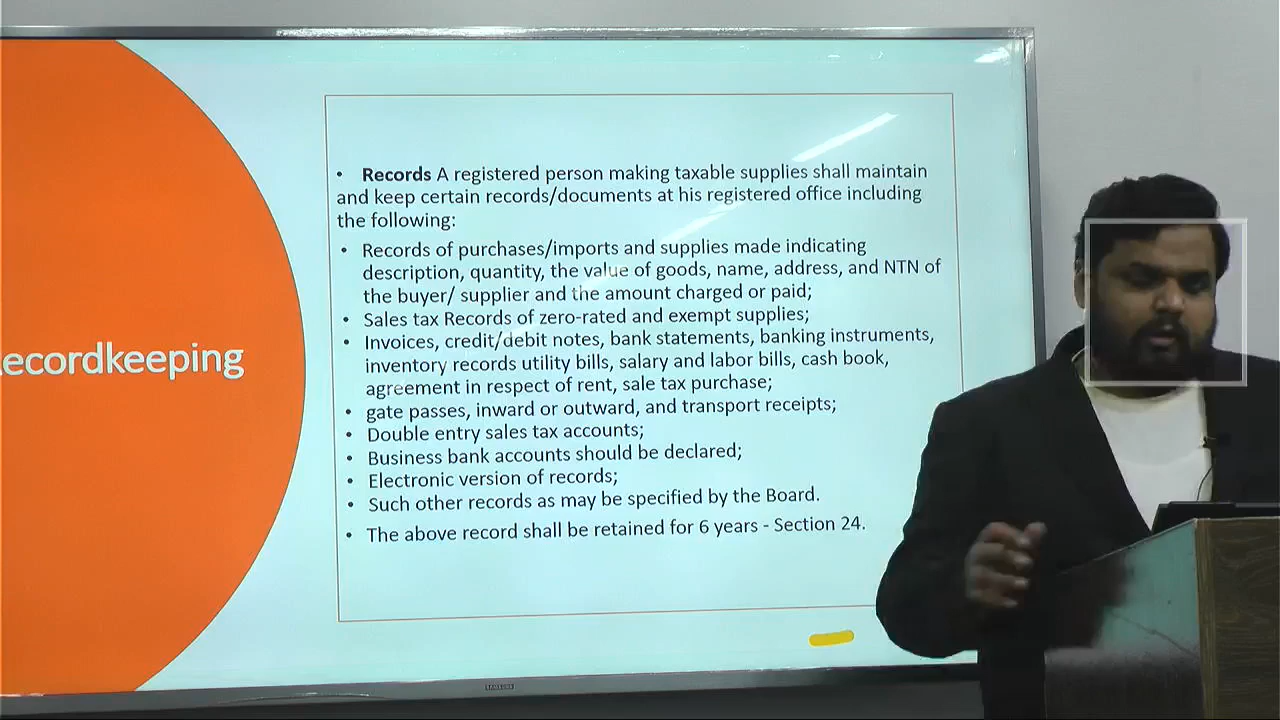 ecordkeeping
• Records A registered person making taxable supplies shall maintain
and keep certain records/documents at his registered office including
the following:
• Records of purchases/imports and supplies made indicating
description, quantity, the value of goods, name, address, and NTN of
the buyer/ supplier and the amount charged or paid;
• Sales tax Records of zero-rated and exempt supplies;
• Invoices, credit/debit notes, bank statements, banking instruments,
inventory records utility bills, salary and labor bills, cash book,
agreement in respect of rent, sale tax purchase;
• gate passes, inward or outward, and transport receipts;
• Double entry sales tax accounts;
• Business bank accounts should be declared;
• Electronic version of records;
• Such other records as may be specified by the Board.
• The above record shall be retained for 6 years - Section 24.
SAMSUNG